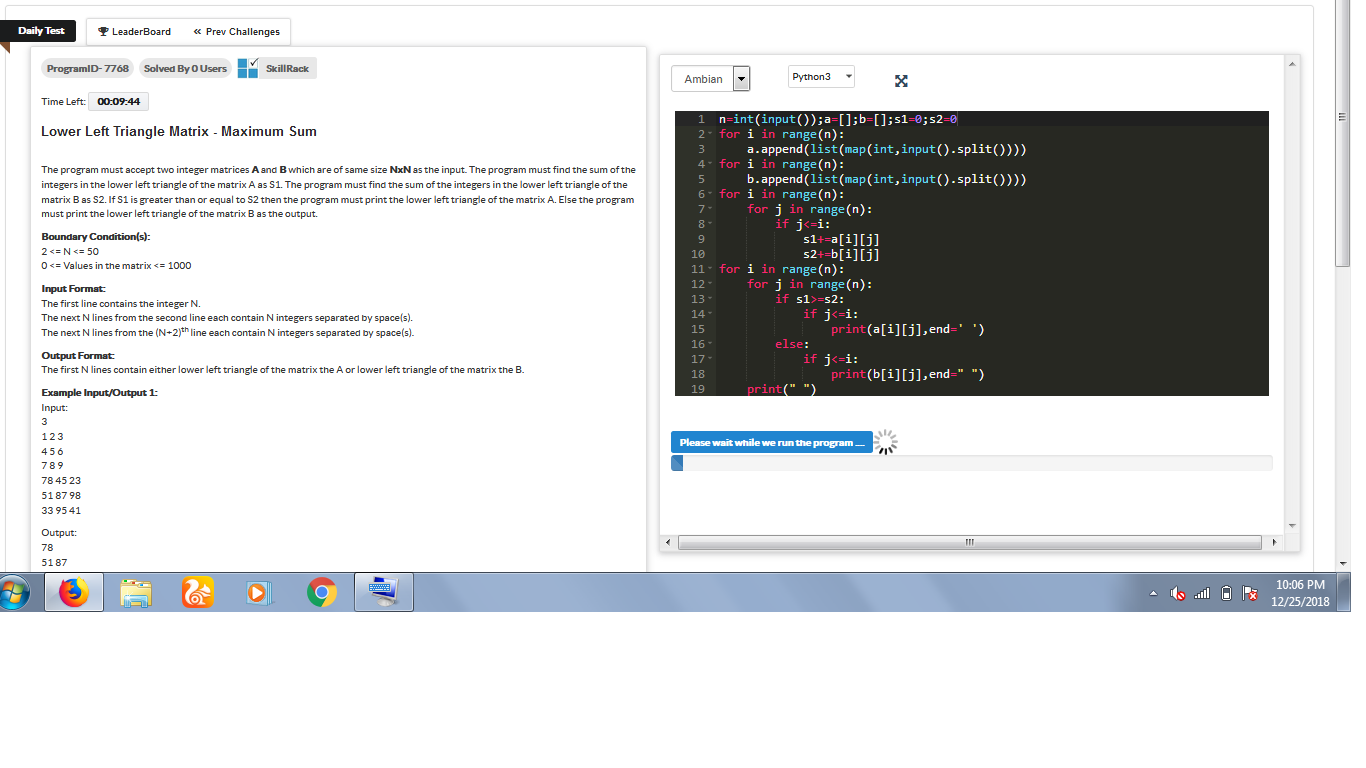 Daily Test
LeaderBoard
« Prev Challenges
ProgramID- 7768
Solved By 0 Users
SkillRack
Time Left: 00:09:44
Lower Left Triangle Matrix - Maximum Sum
The program must accept two integer matrices A and B which are of same size NxN as the input. The program must find the sum of the
integers in the lower left triangle of the matrix A as S1. The program must find the sum of the integers in the lower left triangle of the
matrix B as S2. If S1 is greater than or equal to S2 then the program must print the lower left triangle of the matrix A. Else the program
must print the lower left triangle of the matrix B as the output.
Boundary Condition(s):
2 <= N <= 50
0 <= Values in the matrix <= 1000
Input Format:
The first line contains the integer N.
The next N lines from the second line each contain N integers separated by space(s).
The next N lines from the (N+2)th line each contain N integers separated by space(s).
Output Format:
The first N lines contain either lower left triangle of the matrix the A or lower left triangle of the matrix the B.
Example Input/Output 1:
Input:
3
1 2 3
4 5 6
7 8 9
78 45 23
51 87 98
33 95 41
Output:
78
51 87
Ambian
Python3
1 n=int(input());a=[];b=[];s1=0;s2=0
2 for i in range(n):
3 a.append(list(map(int,input().split())))
4 for i in range(n):
5 b.append(list(map(int,input().split())))
6 for i in range(n):
7 for j in range(n):
8 if j<=i:
9 s1+=a[i][j]
10 s2+=b[i][j]
11 for i in range(n):
12 for j in range(n):
13 if s1>=s2:
14 if j<=i:
15 print(a[i][j],end=' ')
16 else:
17 if j<=i:
18 print(b[i][j],end=" ")
19 print(" ")
Please wait while we run the program ...
10:06 PM
12/25/2018